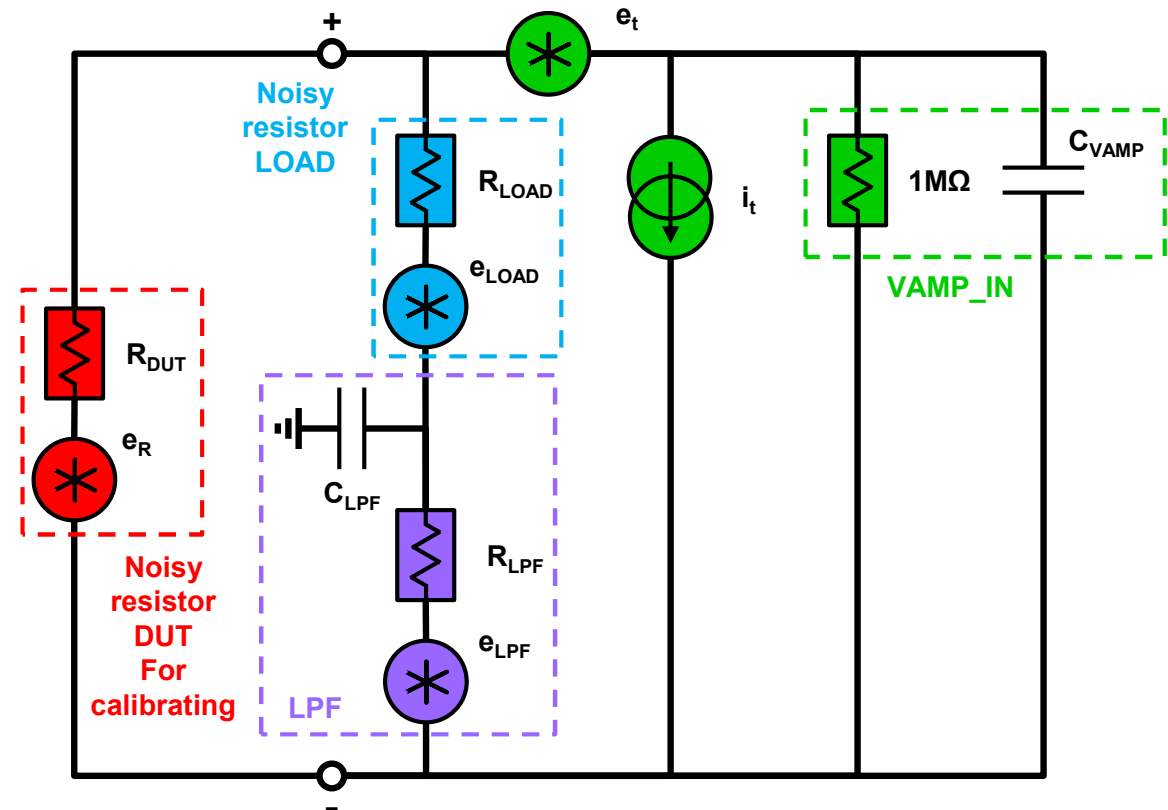 +
e_t
Noisy
resistor
LOAD
R_LOAD
e_LOAD
i_t
1MΩ
C_VAMP
VAMP_IN
R_DUT
e_R
C_LPF
R_LPF
e_LPF
LPF
Noisy
resistor
DUT
For
calibrating
-